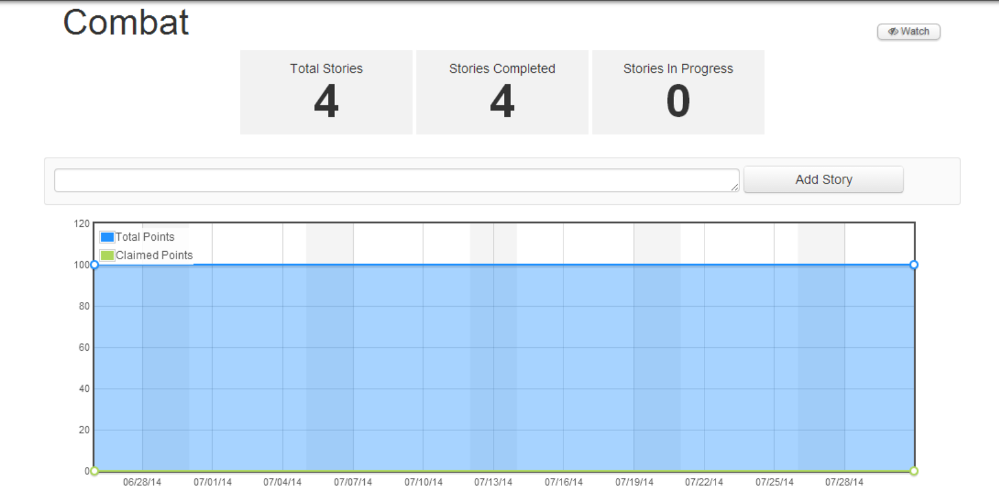 Combat
Watch
Total Stories
4
Stories Completed
4
Stories In Progress
0
Add Story
120
100
80
60
40
20
0
Total Points
Claimed Points
06/28/14 07/01/14 07/04/14 07/07/14 07/10/14 07/13/14 07/16/14 07/19/14 07/22/14 07/25/14 07/28/14